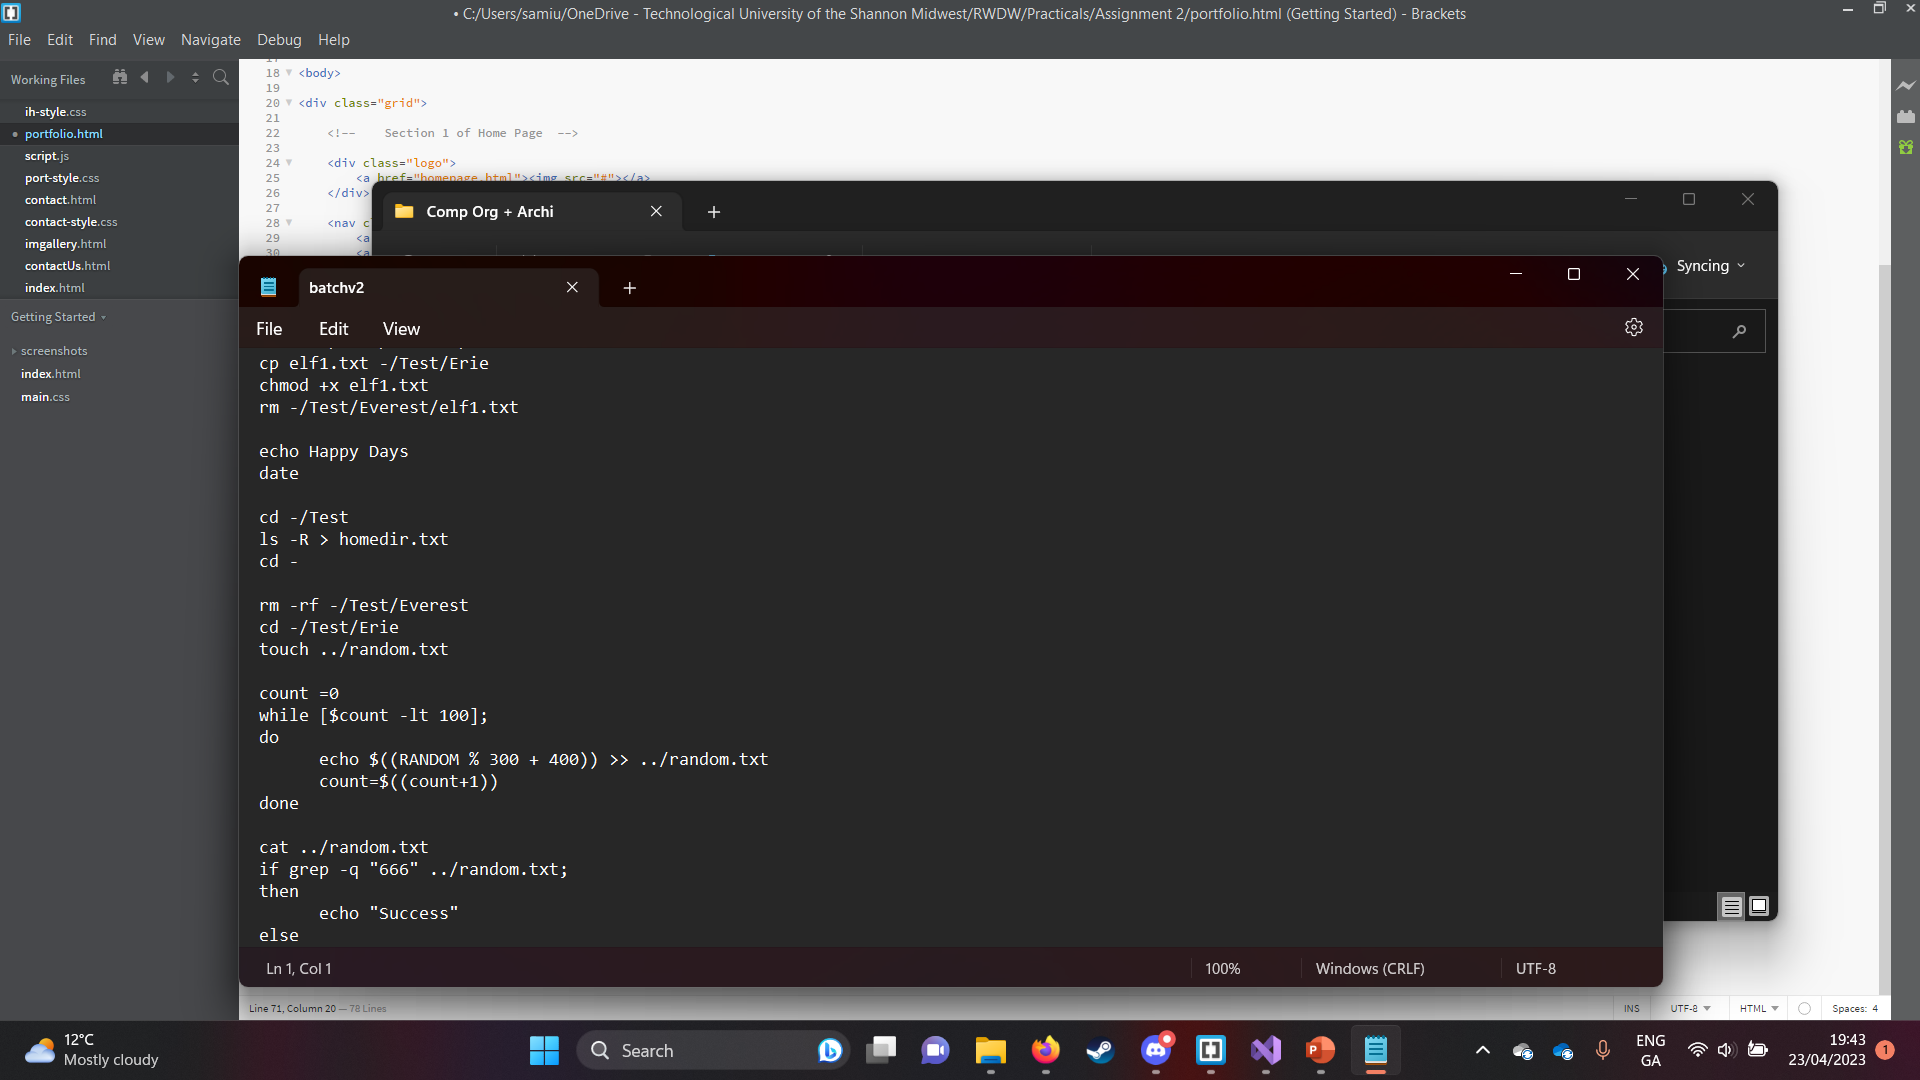 • C:/Users/samiu/OneDrive - Technological University of the Shannon Midwest/RWDW/Practicals/Assignment 2/portfolio.html (Getting Started) - Brackets
File Edit Find View Navigate Debug Help
Working Files
ih-style.css
portfolio.html
script.js
port-style.css
contact.html
contact-style.css
imgallery.html
contactUs.html
index.html
Getting Started
screenshots
index.html
main.css
17
18 <body>
19
20 <div class="grid">
21
22 <!-- Section 1 of Home Page -->
23
24 <div class="logo">
25 <a href="homepage.html"><img src="#"></a>
26 </div>
27
28 <nav c
29 <a
30 <a
Comp Org + Archi
Syncing
batchv2
File Edit View
cp elf1.txt -/Test/Erie
chmod +x elf1.txt
rm -/Test/Everest/elf1.txt
echo Happy Days
date
cd -/Test
ls -R > homedir.txt
cd -
rm -rf -/Test/Everest
cd -/Test/Erie
touch ../random.txt
count =0
while [$count -lt 100];
do
echo $((RANDOM % 300 + 400)) >> ../random.txt
count=$((count+1))
done
cat ../random.txt
if grep -q "666" ../random.txt;
then
echo "Success"
else
Ln 1, Col 1 100% Windows (CRLF) UTF-8
Line 71, Column 20 — 78 Lines INS UTF-8 HTML Spaces: 4
12°C
Mostly cloudy
Search
ENG
GA
19:43
23/04/2023
1